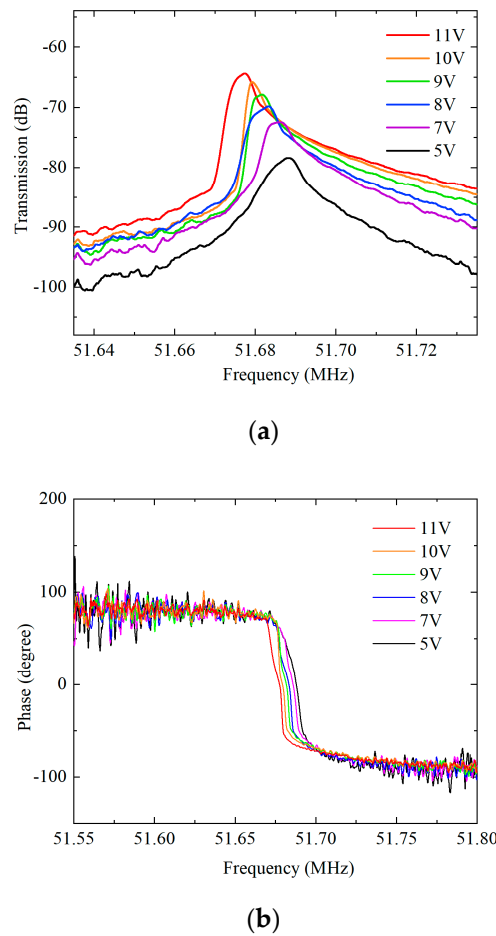 -60
-70
-80
-90
-100
Transmission (dB)
11V
10V
9V
8V
7V
5V
51.64 51.66 51.68 51.70 51.72
Frequency (MHz)
(a)
200
100
0
-100
Phase (degree)
11V
10V
9V
8V
7V
5V
51.55 51.60 51.65 51.70 51.75 51.80
Frequency (MHz)
(b)